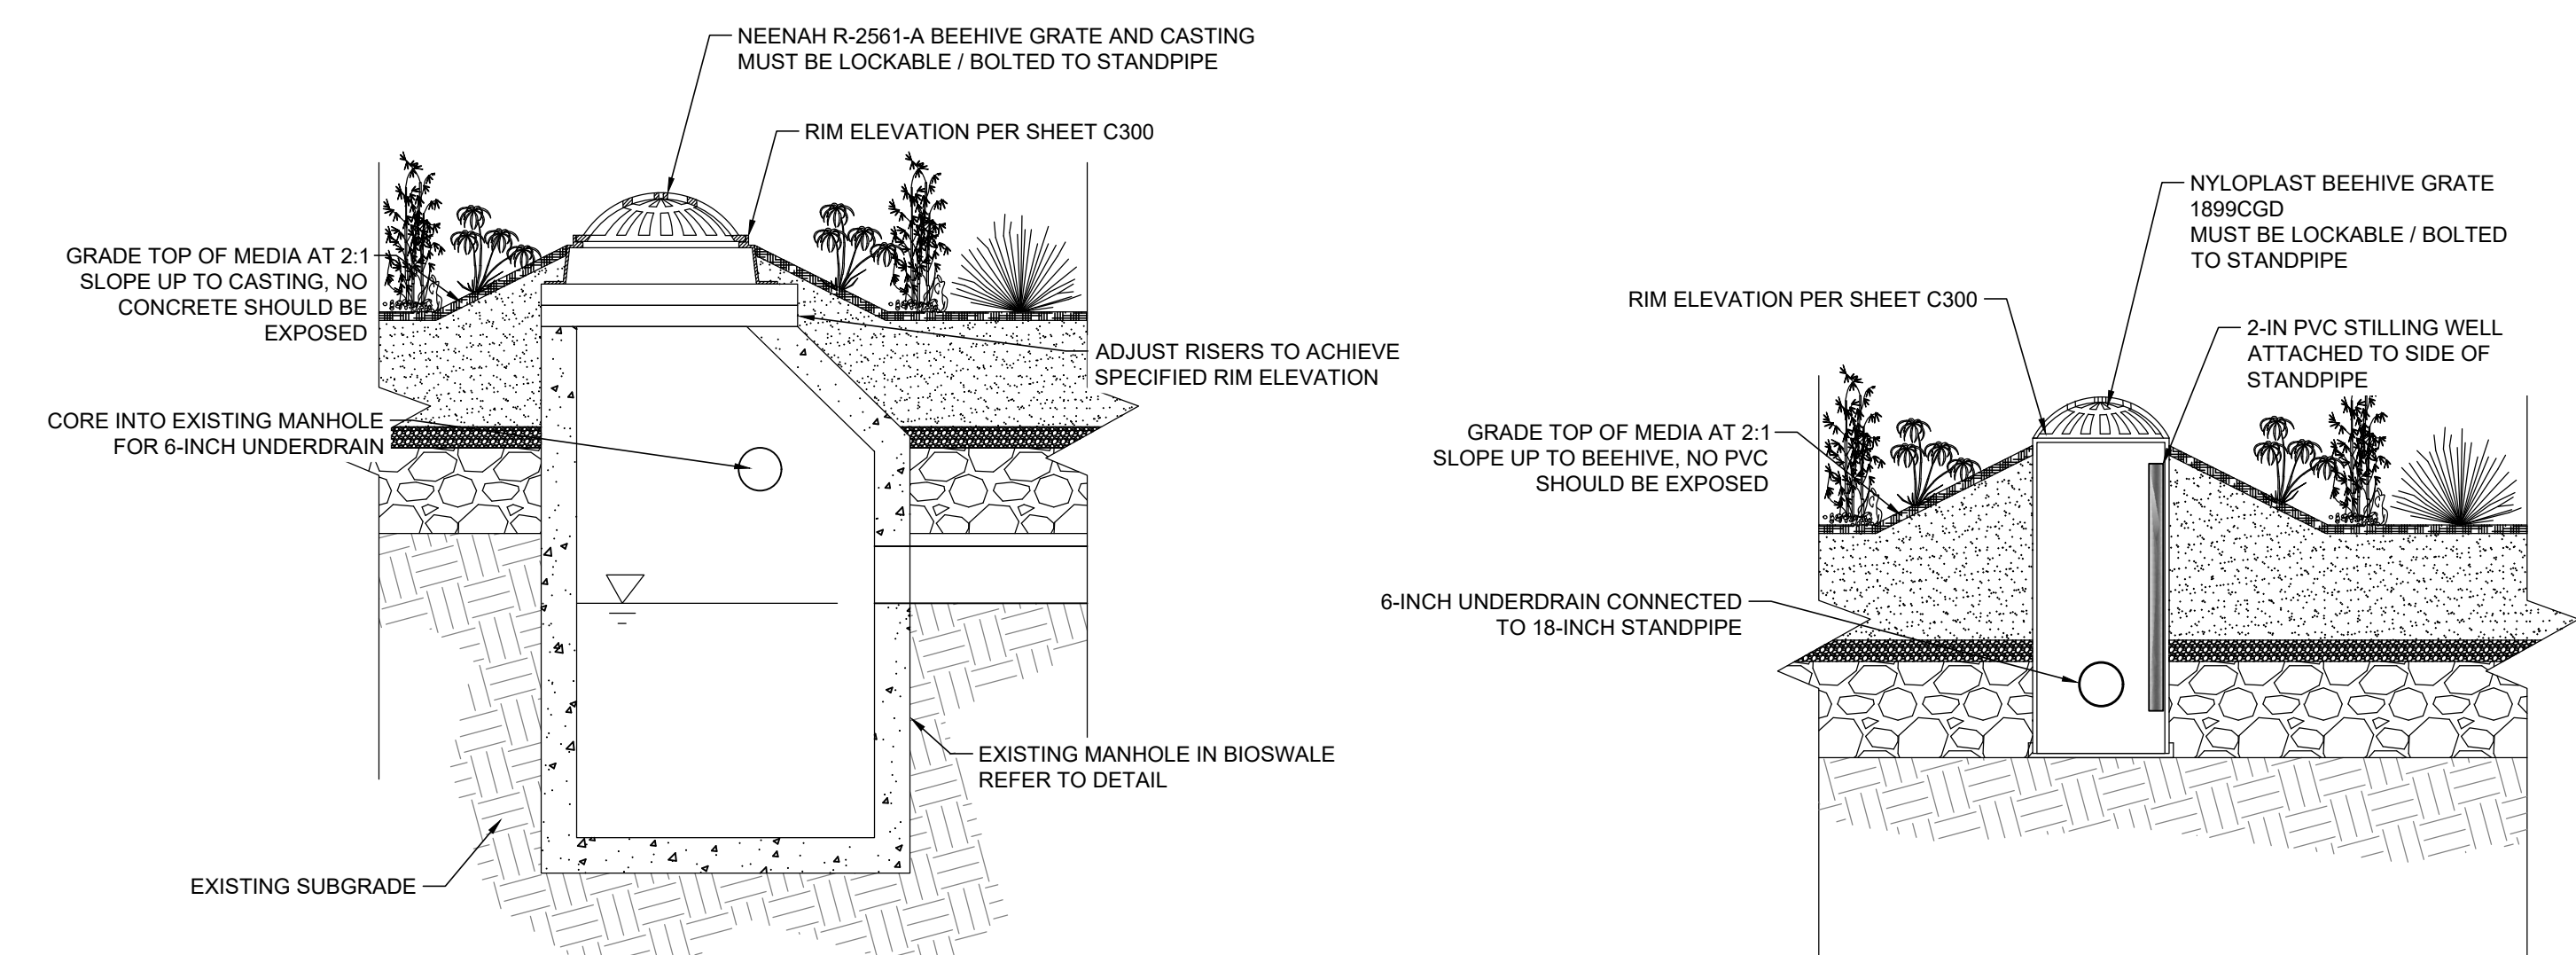 NEENAH R-2561-A BEEHIVE GRATE AND CASTING
MUST BE LOCKABLE / BOLTED TO STANDPIPE
RIM ELEVATION PER SHEET C300
GRADE TOP OF MEDIA AT 2:1
SLOPE UP TO CASTING, NO
CONCRETE SHOULD BE
EXPOSED
ADJUST RISERS TO ACHIEVE
SPECIFIED RIM ELEVATION
CORE INTO EXISTING MANHOLE
FOR 6-INCH UNDERDRAIN
EXISTING MANHOLE IN BIOSWALE
REFER TO DETAIL
EXISTING SUBGRADE
NYLOPLAST BEEHIVE GRATE
1899CGD
MUST BE LOCKABLE / BOLTED
TO STANDPIPE
RIM ELEVATION PER SHEET C300
2-IN PVC STILLING WELL
ATTACHED TO SIDE OF
STANDPIPE
GRADE TOP OF MEDIA AT 2:1
SLOPE UP TO BEEHIVE, NO PVC
SHOULD BE EXPOSED
6-INCH UNDERDRAIN CONNECTED
TO 18-INCH STANDPIPE